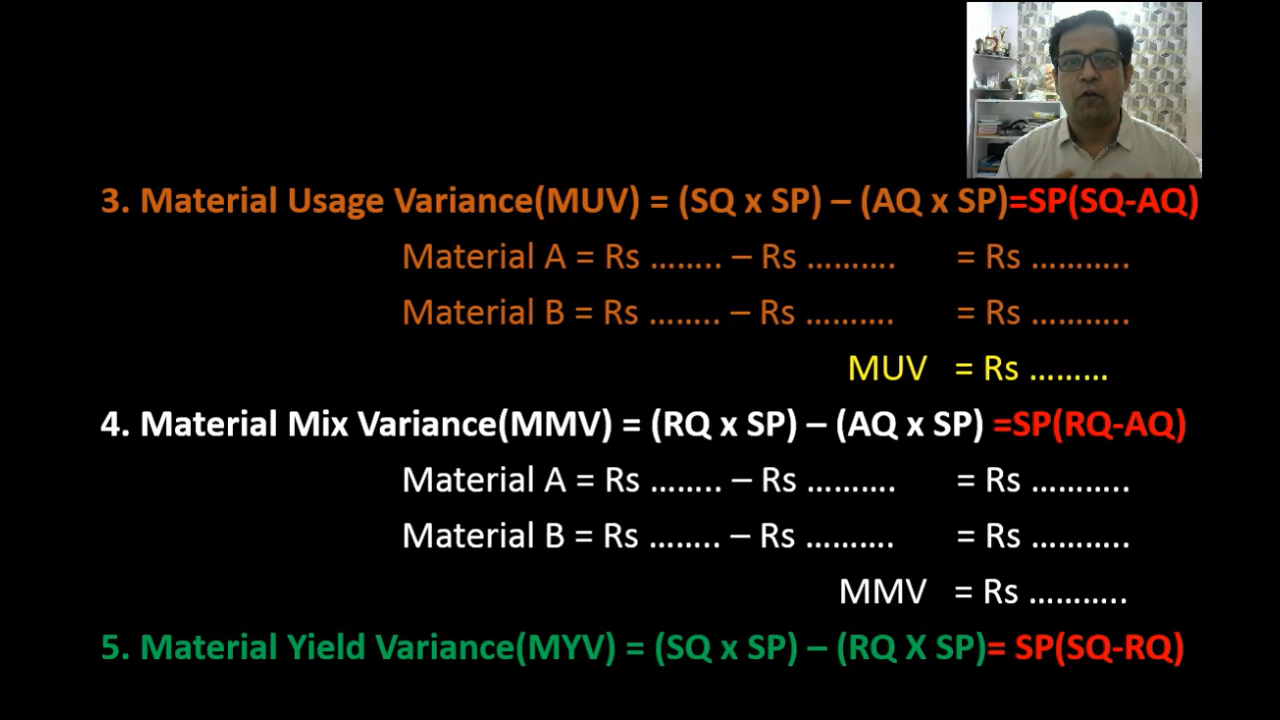 3. Material Usage Variance(MUV) = (SQ x SP) – (AQ x SP)=SP(SQ-AQ)
Material A = Rs …….. – Rs ………. = Rs ………..
Material B = Rs …….. – Rs ………. = Rs ………..
MUV = Rs ………
4. Material Mix Variance(MMV) = (RQ x SP) – (AQ x SP) =SP(RQ-AQ)
Material A = Rs …….. – Rs ………. = Rs ………..
Material B = Rs …….. – Rs ………. = Rs ………..
MMV = Rs ………..
5. Material Yield Variance(MYV) = (SQ x SP) – (RQ X SP)= SP(SQ-RQ)